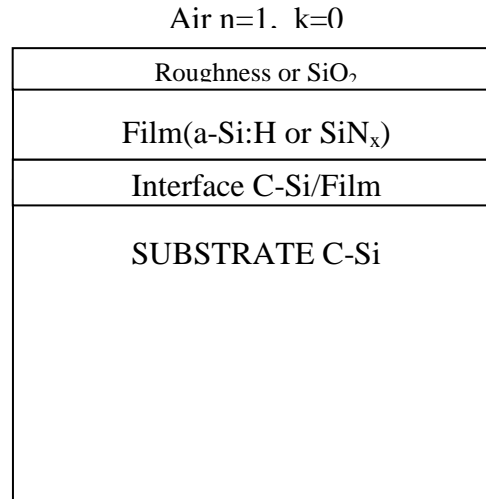 Air n=1, k=0
Roughness or SiO₂
Film(a-Si:H or SiNₓ)
Interface C-Si/Film
SUBSTRATE C-Si